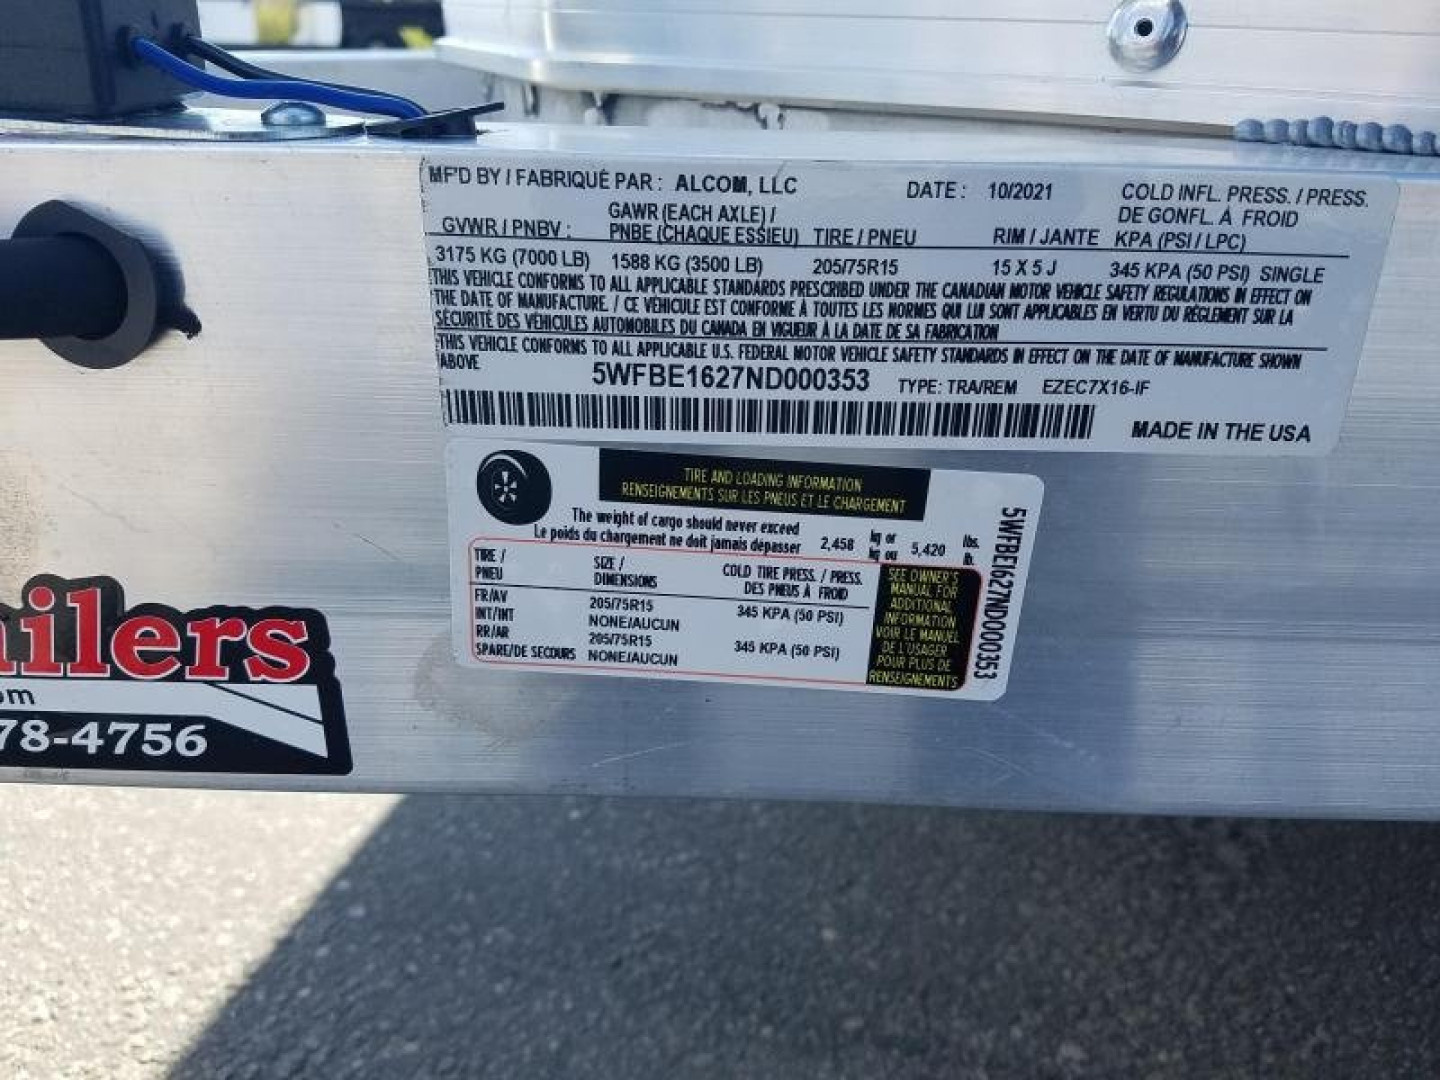 MF'D BY / FABRIQUÉ PAR : ALCOM, LLC DATE : 10/2021 COLD INFL. PRESS. / PRESS.
DE GONFL. À FROID
GVWR / PNBV : GAWR (EACH AXLE) /
PNBE (CHAQUE ESSIEU) TIRE / PNEU RIM / JANTE KPA (PSI / LPC)
3175 KG (7000 LB) 1588 KG (3500 LB) 205/75R15 15 X 5 J 345 KPA (50 PSI) SINGLE
THIS VEHICLE CONFORMS TO ALL APPLICABLE STANDARDS PRESCRIBED UNDER THE CANADIAN MOTOR VEHICLE SAFETY REGULATIONS IN EFFECT ON
THE DATE OF MANUFACTURE. / CE VÉHICULE EST CONFORME À TOUTES LES NORMES QUI LUI SONT APPLICABLES EN VERTU DU RÈGLEMENT SUR LA
SÉCURITÉ DES VÉHICULES AUTOMOBILES DU CANADA EN VIGUEUR À LA DATE DE SA FABRICATION
THIS VEHICLE CONFORMS TO ALL APPLICABLE U.S. FEDERAL MOTOR VEHICLE SAFETY STANDARDS IN EFFECT ON THE DATE OF MANUFACTURE SHOWN
ABOVE
5WFBE1627ND000353 TYPE: TRA/REM EZEC7X16-IF
MADE IN THE USA
TIRE AND LOADING INFORMATION
RENSEIGNEMENTS SUR LES PNEUS ET LE CHARGEMENT
The weight of cargo should never exceed
Le poids du chargement ne doit jamais dépasser 2,458 kg or
kg ou 5,420 lbs.
lb.
TIRE /
PNEU SIZE /
DIMENSIONS COLD TIRE PRESS. / PRESS.
DES PNEUS À FROID
FR/AV 205/75R15 345 KPA (50 PSI)
INT/INT NONE/AUCUN
RR/AR 205/75R15 345 KPA (50 PSI)
SPARE/DE SECOURS NONE/AUCUN
SEE OWNER'S
MANUAL FOR
ADDITIONAL
INFORMATION
VOIR LE MANUEL
DE L'USAGER
POUR PLUS DE
RENSEIGNEMENTS
5WFBE1627ND000353
ailers
om
78-4756